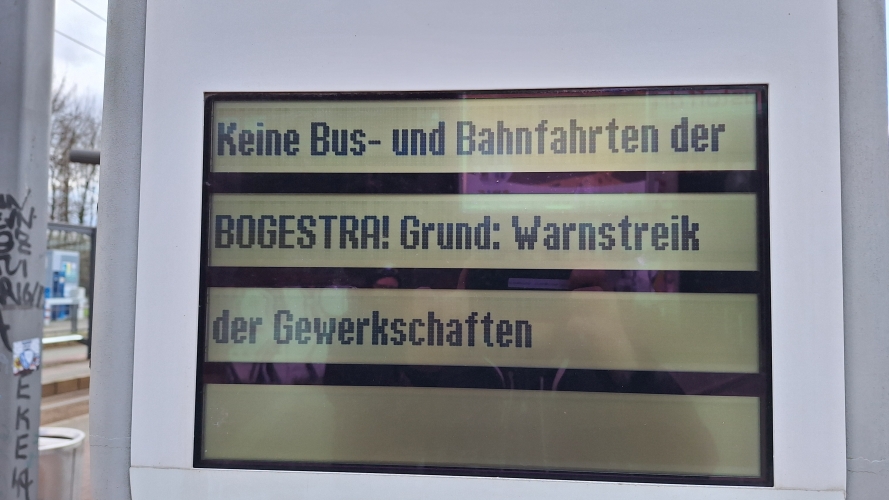 Keine Bus- und Bahnfahrten der
BOGESTRA! Grund: Warnstreik
der Gewerkschaften
E
K
E